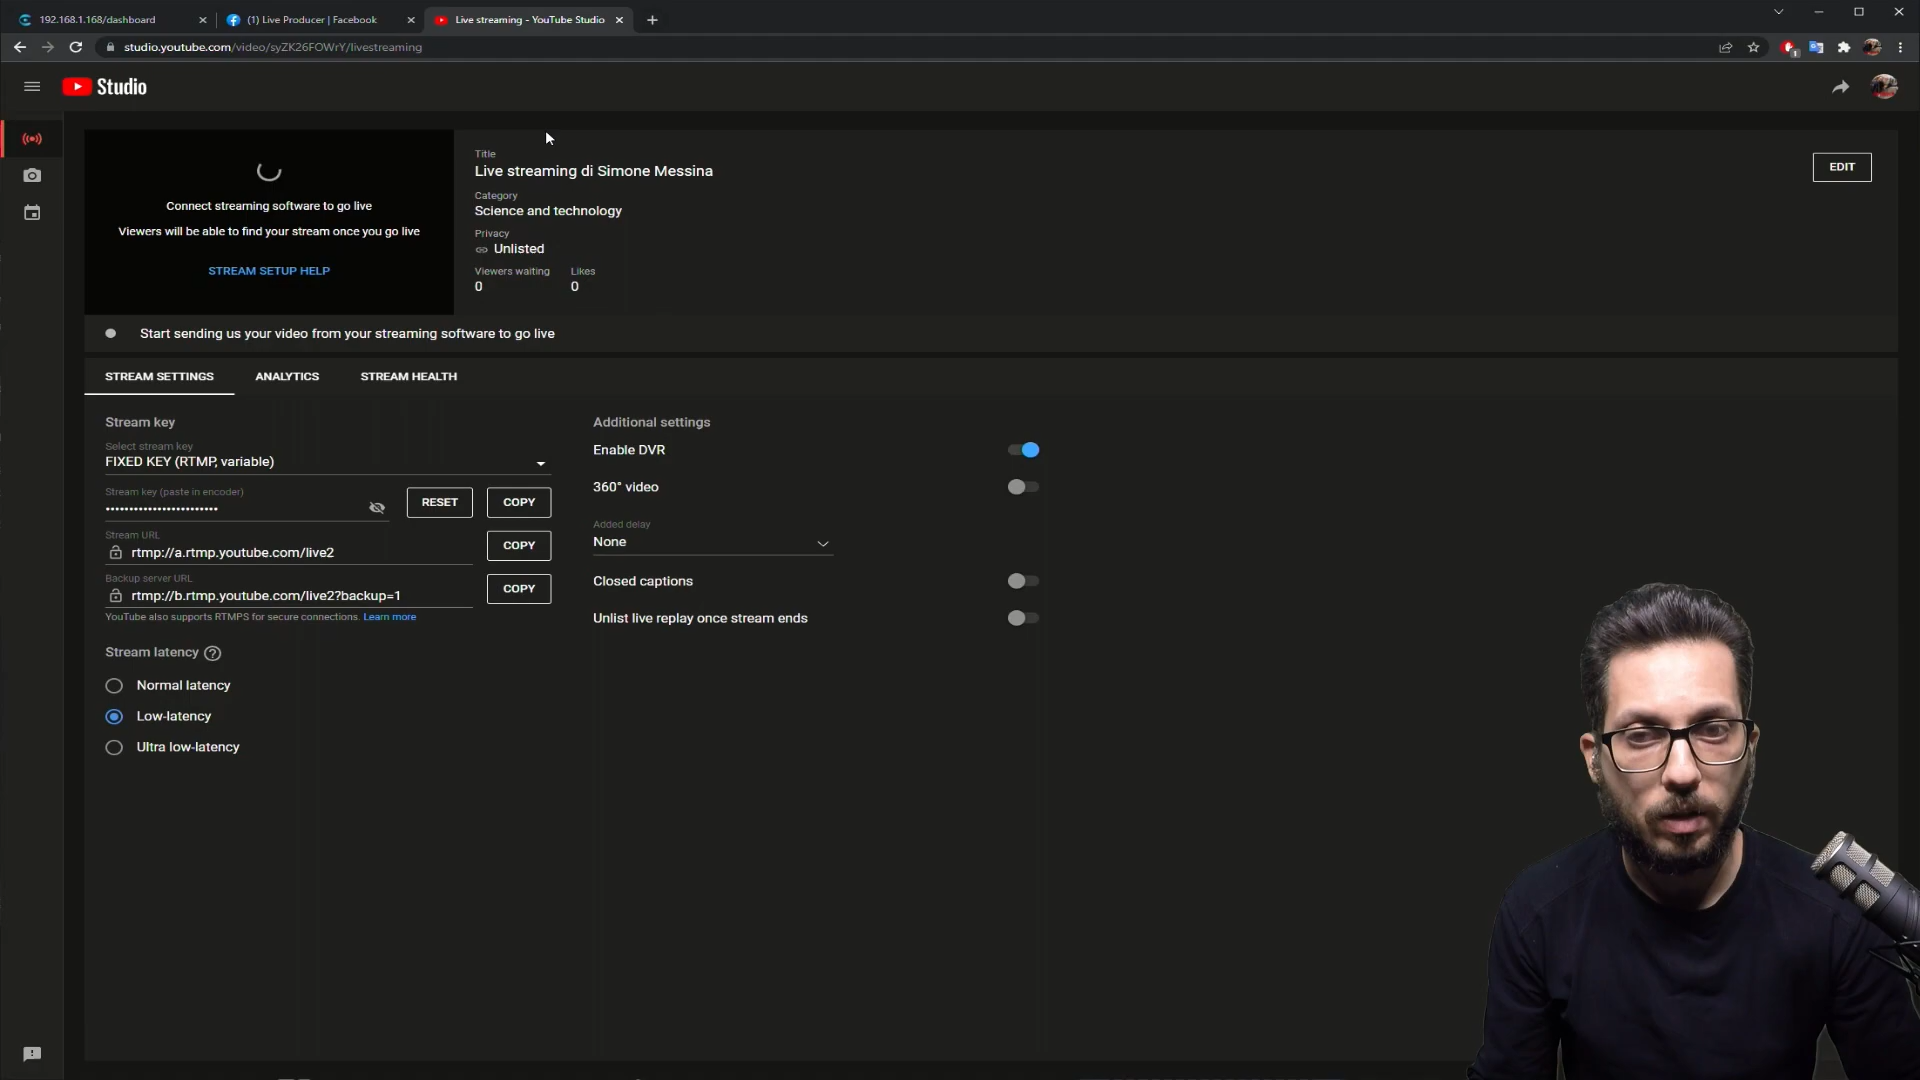 192.168.1.168/dashboard
(1) Live Producer | Facebook
Live streaming - YouTube Studio
studio.youtube.com/video/syZK26FOWrY/livestreaming
1
Studio
Connect streaming software to go live
Viewers will be able to find your stream once you go live
STREAM SETUP HELP
Title
Live streaming di Simone Messina
Category
Science and technology
Privacy
Unlisted
Viewers waiting
Likes
0
0
EDIT
Start sending us your video from your streaming software to go live
STREAM SETTINGS
ANALYTICS
STREAM HEALTH
Stream key
Select stream key
FIXED KEY (RTMP, variable)
Stream key (paste in encoder)
••••••••••••••••••••••••
RESET
COPY
Stream URL
rtmp://a.rtmp.youtube.com/live2
COPY
Backup server URL
rtmp://b.rtmp.youtube.com/live2?backup=1
COPY
YouTube also supports RTMPS for secure connections. Learn more
Stream latency
Normal latency
Low-latency
Ultra low-latency
Additional settings
Enable DVR
360° video
Added delay
None
Closed captions
Unlist live replay once stream ends